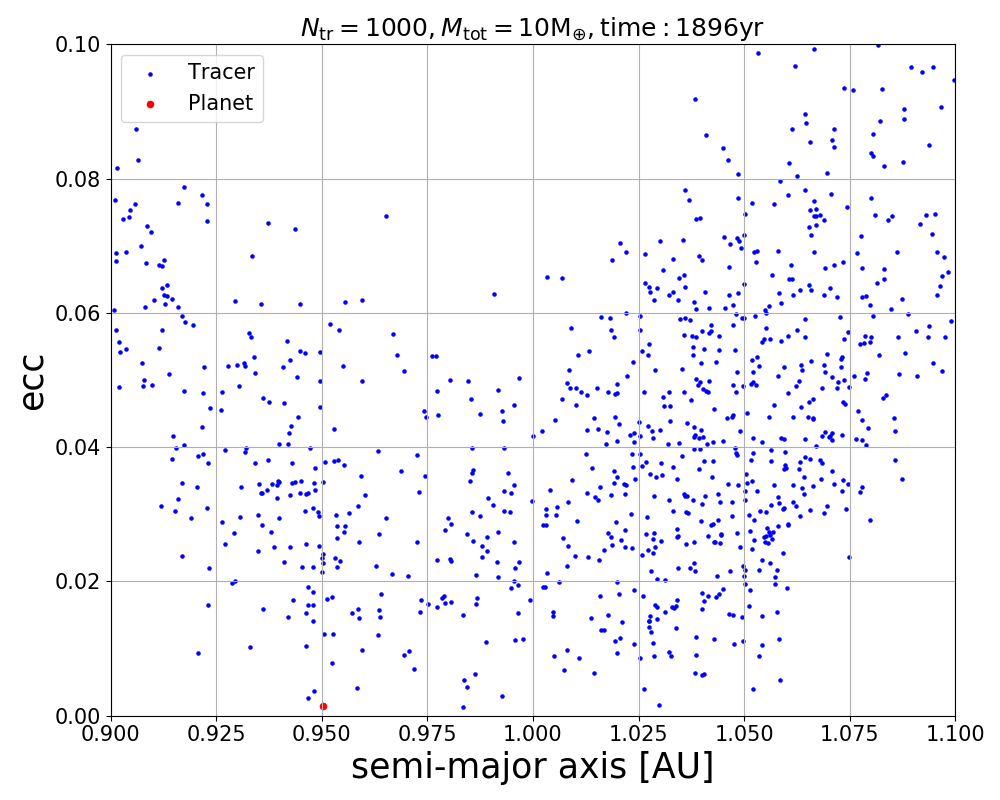 N_tr = 1000, M_tot = 10M_⊕, time : 1896yr
Tracer
Planet
0.10
0.08
0.06
0.04
0.02
0.00
ecc
0.900 0.925 0.950 0.975 1.000 1.025 1.050 1.075 1.100
semi-major axis [AU]